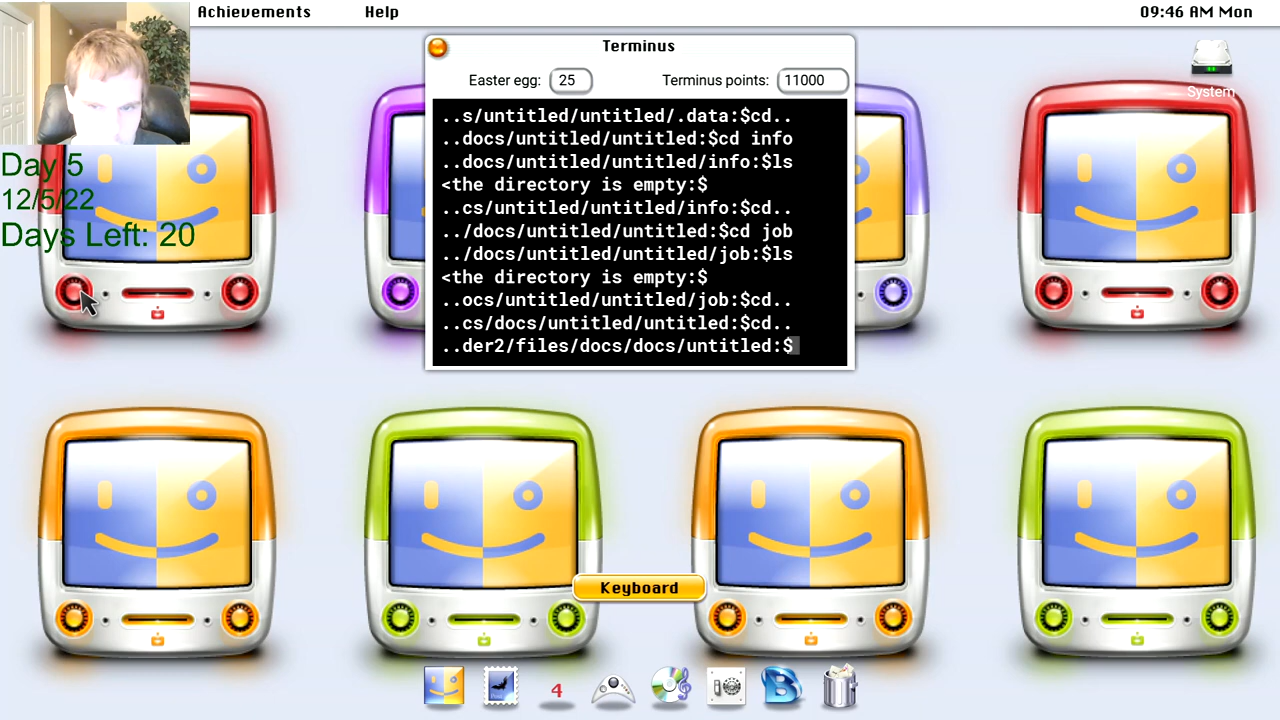 Achievements Help 09:46 AM Mon
Terminus
Easter egg: 25 Terminus points: 11000
System
..s/untitled/untitled/.data:$cd..
..docs/untitled/untitled:$cd info
..docs/untitled/untitled/info:$ls
<the directory is empty:$
..cs/untitled/untitled/info:$cd..
../docs/untitled/untitled:$cd job
../docs/untitled/untitled/job:$ls
<the directory is empty:$
..ocs/untitled/untitled/job:$cd..
..cs/docs/untitled/untitled:$cd..
..der2/files/docs/docs/untitled:$
Day 5
12/5/22
Days Left: 20
Keyboard
4
B